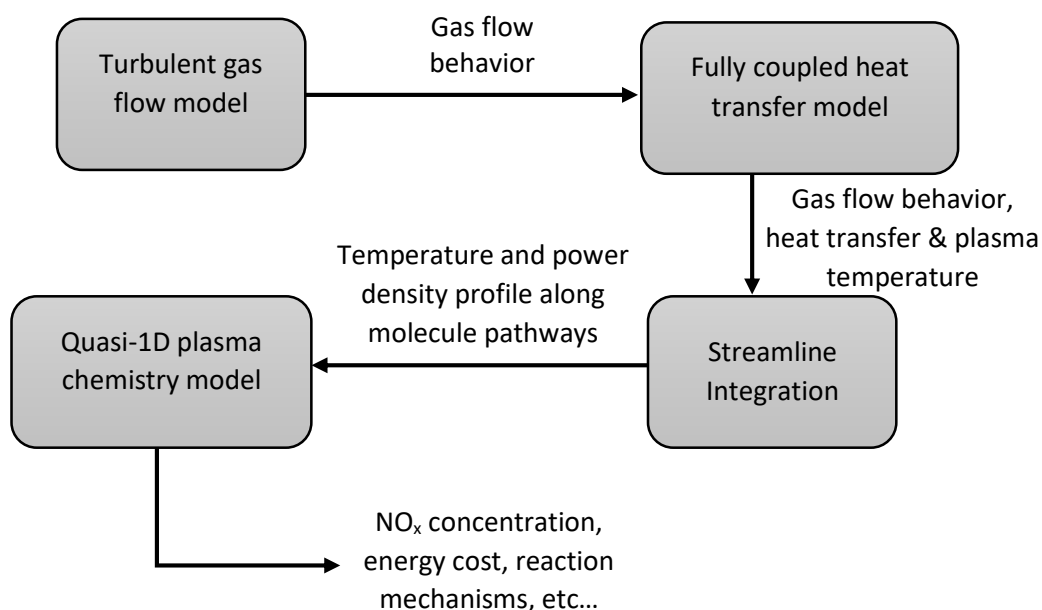 Turbulent gas
flow model
Gas flow
behavior
Fully coupled heat
transfer model
Gas flow behavior,
heat transfer & plasma
temperature
Streamline
Integration
Temperature and power
density profile along
molecule pathways
Quasi-1D plasma
chemistry model
NOₓ concentration,
energy cost, reaction
mechanisms, etc…